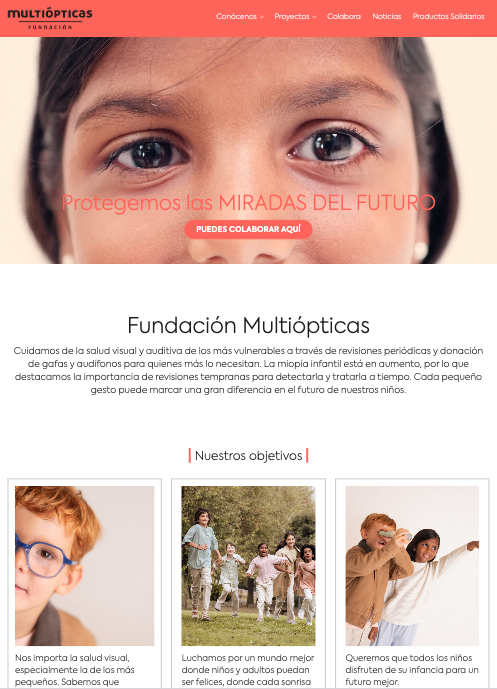 MULTIÓPTICAS
FUNDACIÓN
Conócenos Proyectos Colabora Noticias Productos Solidarios
Protegemos las MIRADAS DEL FUTURO
PUEDES COLABORAR AQUÍ
Fundación Multiópticas
Cuidamos de la salud visual y auditiva de los más vulnerables a través de revisiones periódicas y donación
de gafas y audífonos para quienes más lo necesitan. La miopía infantil está en aumento, por lo que
destacamos la importancia de revisiones tempranas para detectarla y tratarla a tiempo. Cada pequeño
gesto puede marcar una gran diferencia en el futuro de nuestros niños.
Nuestros objetivos
Nos importa la salud visual,
especialmente la de los más
pequeños. Sabemos que
Luchamos por un mundo mejor
donde niños y adultos puedan
ser felices, donde cada sonrisa
Queremos que todos los niños
disfruten de su infancia para un
futuro mejor.